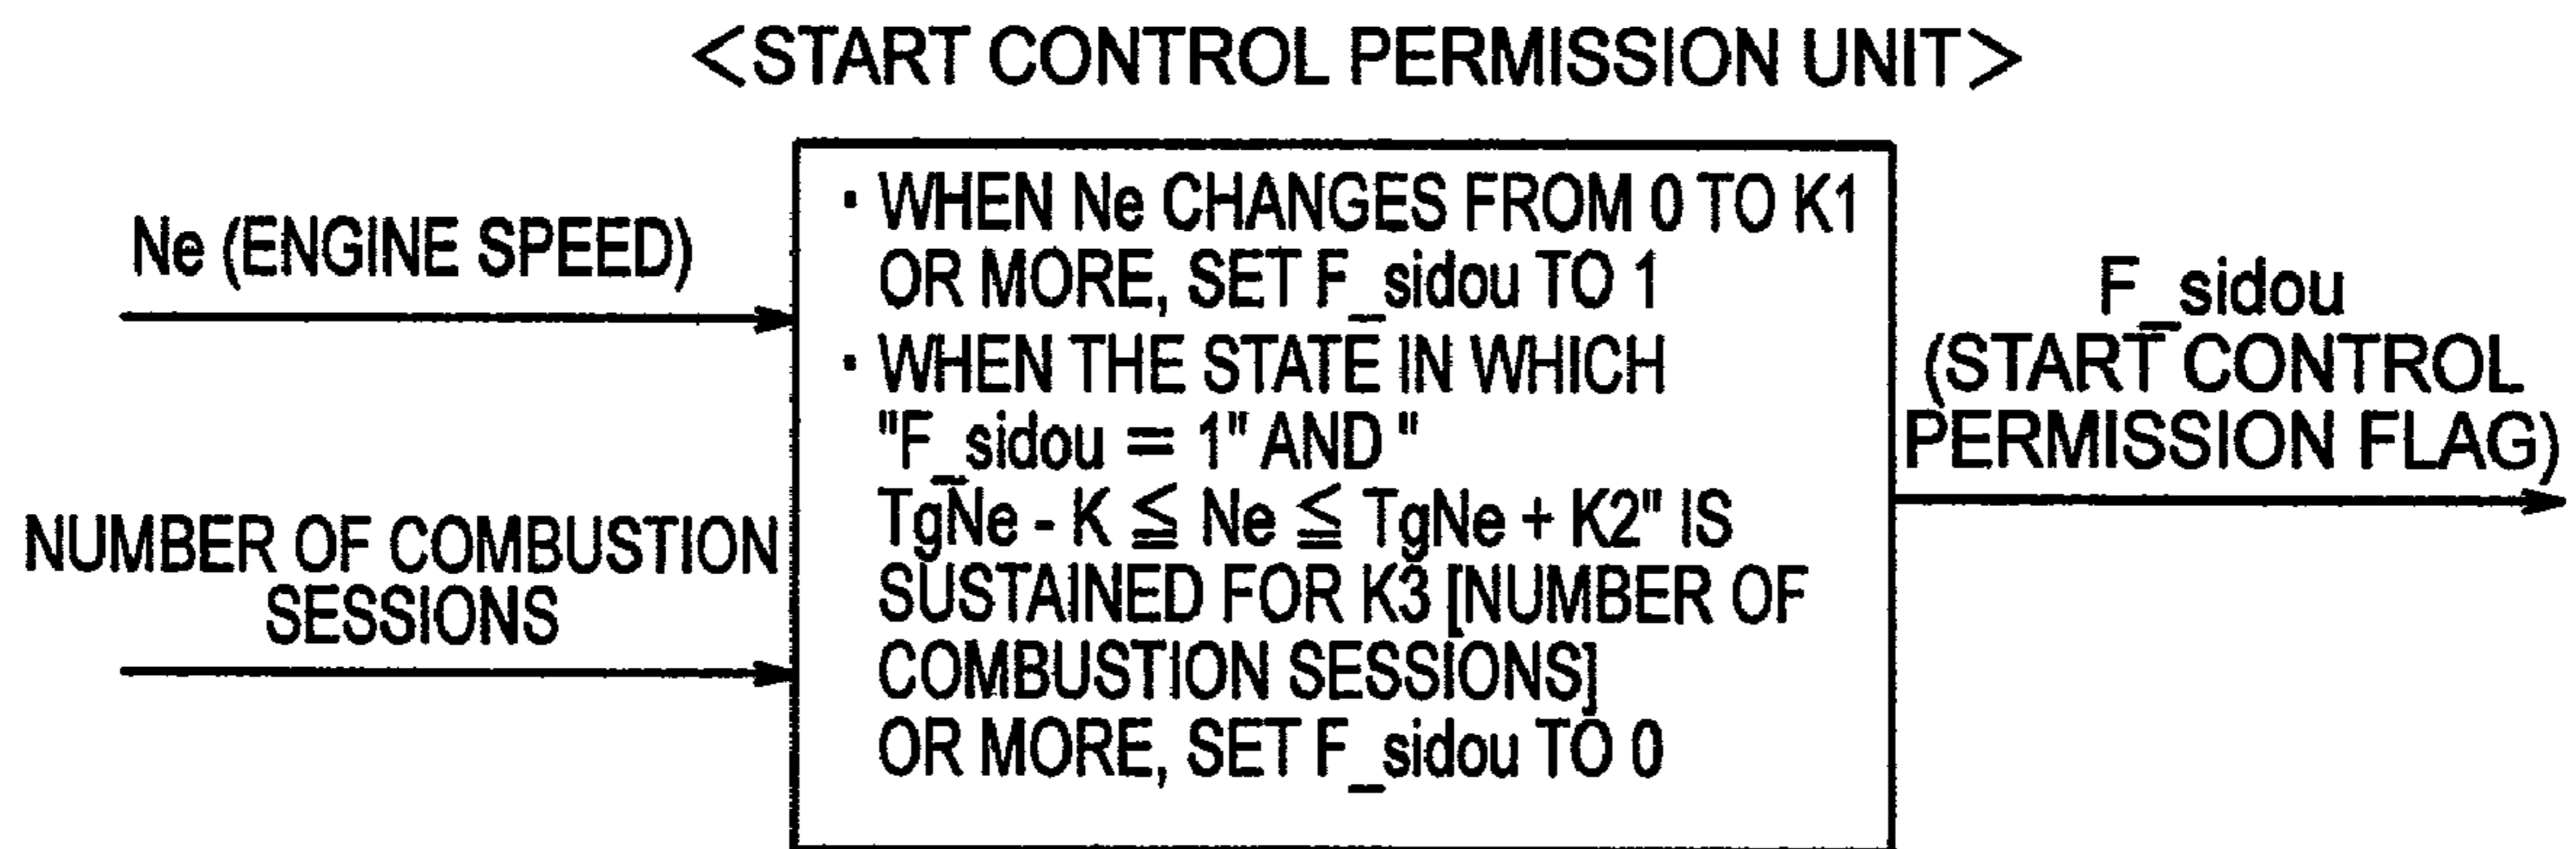 <START CONTROL PERMISSION UNIT>
Ne (ENGINE SPEED)
NUMBER OF COMBUSTION
SESSIONS
· WHEN Ne CHANGES FROM 0 TO K1
OR MORE, SET F_sidou TO 1
· WHEN THE STATE IN WHICH
"F_sidou = 1" AND "
TgNe - K ≦ Ne ≦ TgNe + K2" IS
SUSTAINED FOR K3 [NUMBER OF
COMBUSTION SESSIONS]
OR MORE, SET F_sidou TO 0
F_sidou
(START CONTROL
PERMISSION FLAG)